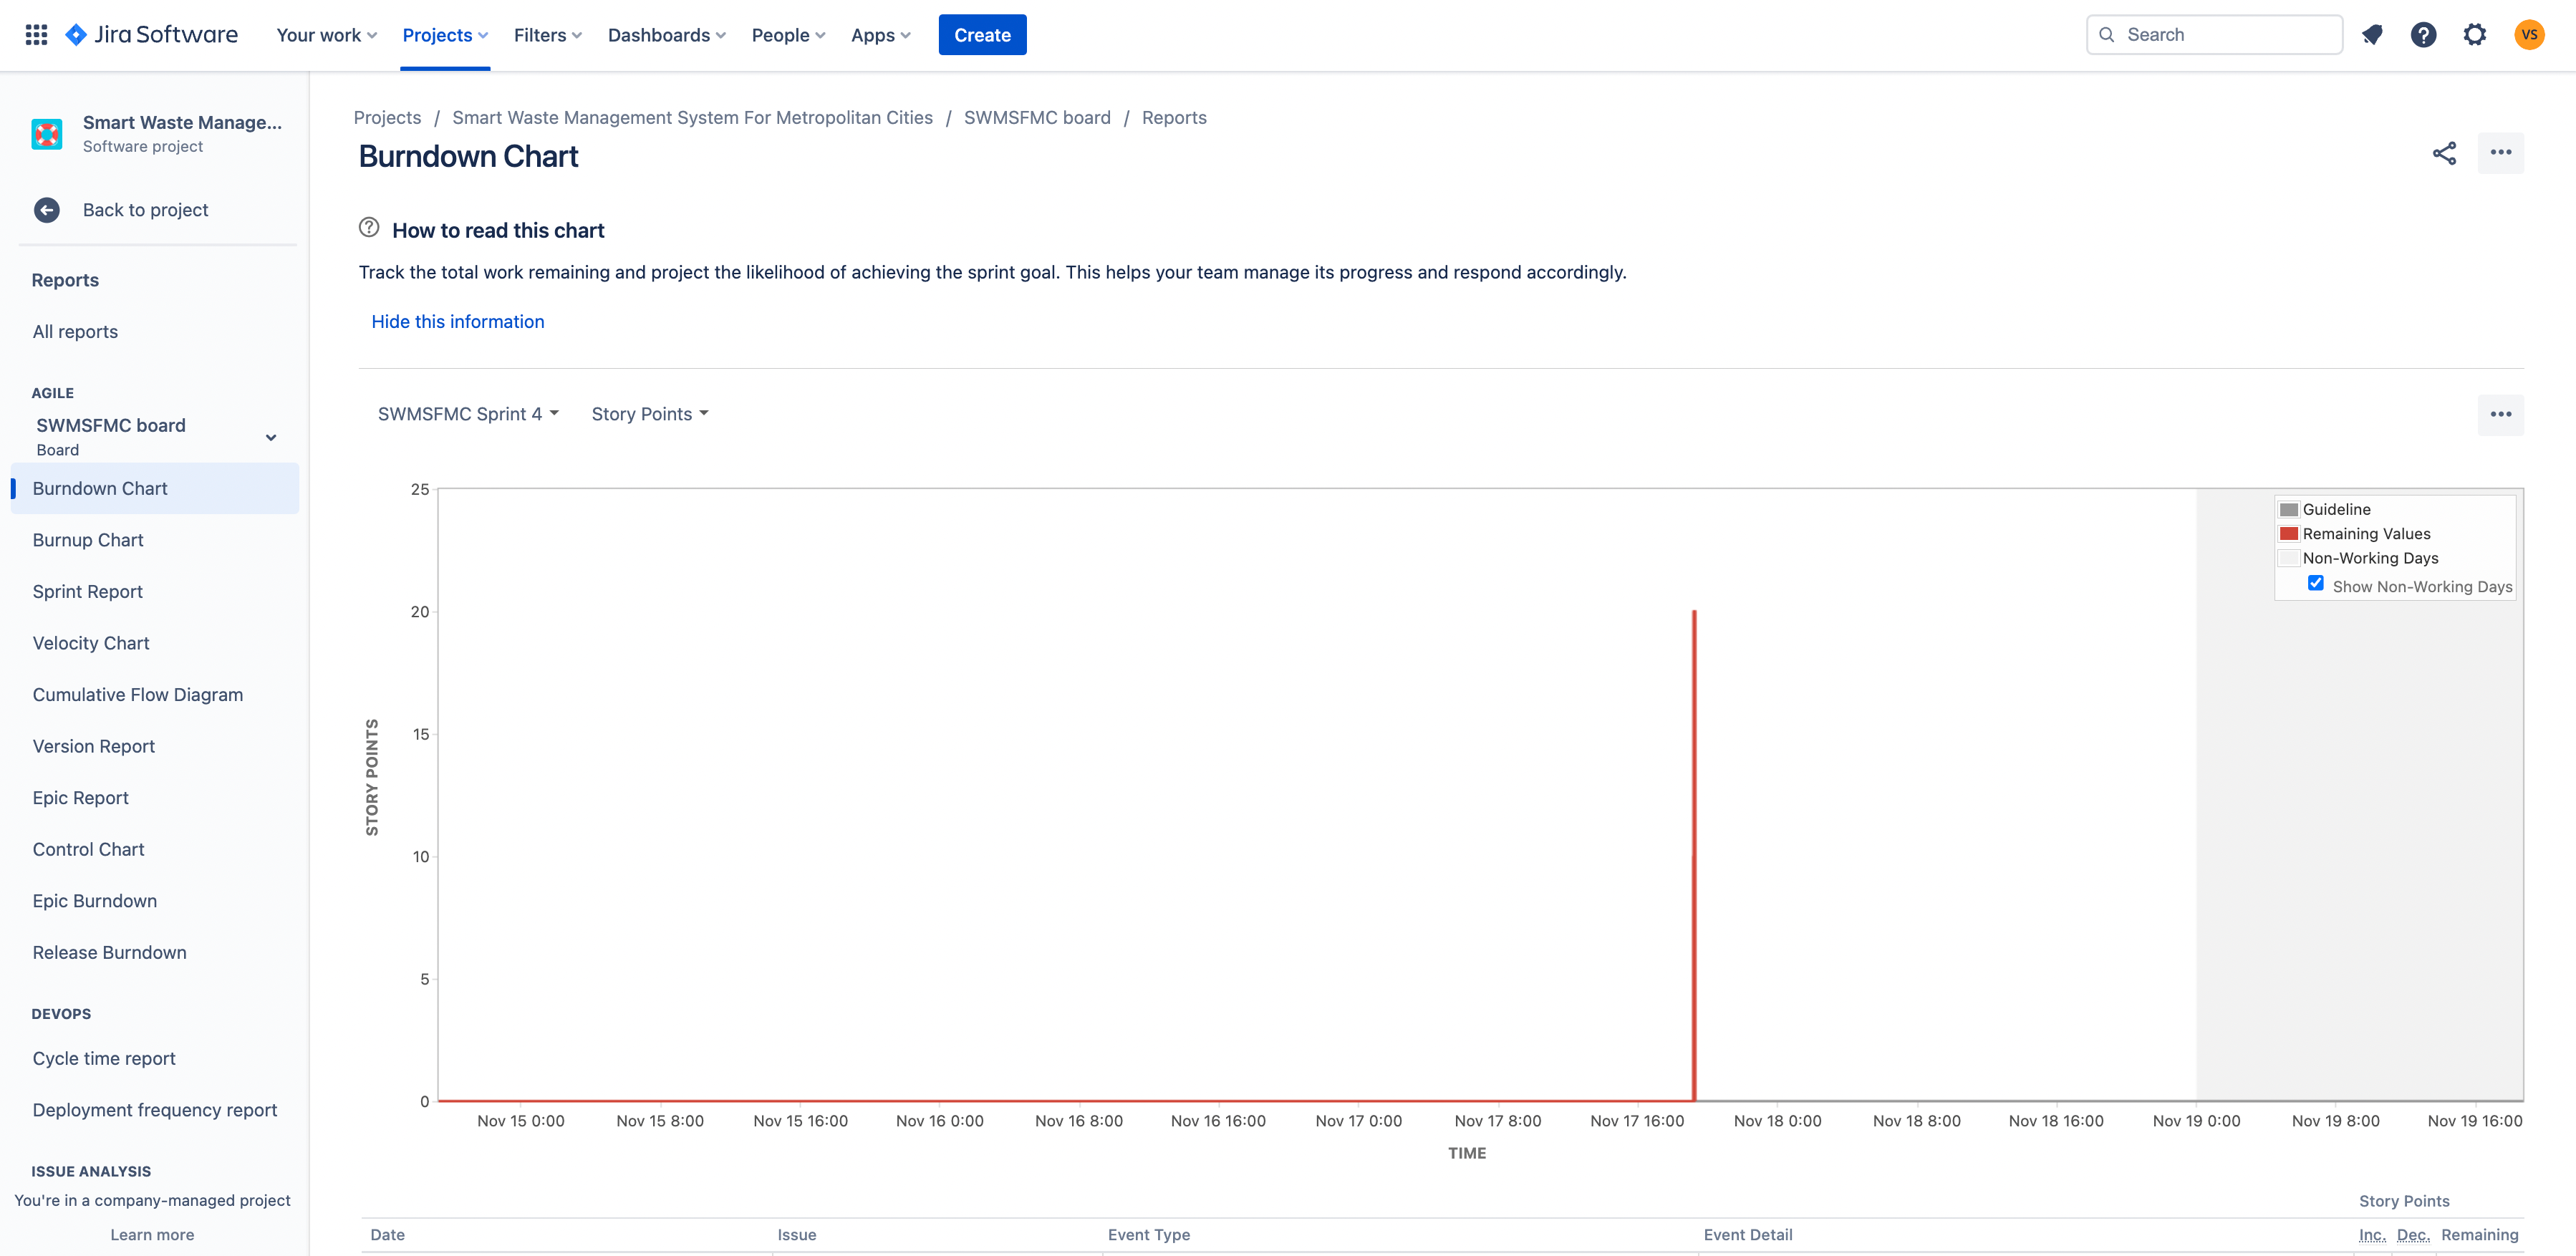 Jira Software
Your work
Projects
Filters
Dashboards
People
Apps
Create
Search
VS
Smart Waste Manage...
Software project
Back to project
Reports
All reports
AGILE
SWMSFMC board
Board
Burndown Chart
Burnup Chart
Sprint Report
Velocity Chart
Cumulative Flow Diagram
Version Report
Epic Report
Control Chart
Epic Burndown
Release Burndown
DEVOPS
Cycle time report
Deployment frequency report
ISSUE ANALYSIS
You're in a company-managed project
Learn more
Projects / Smart Waste Management System For Metropolitan Cities / SWMSFMC board / Reports
Burndown Chart
How to read this chart
Track the total work remaining and project the likelihood of achieving the sprint goal. This helps your team manage its progress and respond accordingly.
Hide this information
SWMSFMC Sprint 4
Story Points
Guideline
Remaining Values
Non-Working Days
Show Non-Working Days
STORY POINTS
25
20
15
10
5
0
Nov 15 0:00
Nov 15 8:00
Nov 15 16:00
Nov 16 0:00
Nov 16 8:00
Nov 16 16:00
Nov 17 0:00
Nov 17 8:00
Nov 17 16:00
Nov 18 0:00
Nov 18 8:00
Nov 18 16:00
Nov 19 0:00
Nov 19 8:00
Nov 19 16:00
TIME
Story Points
Date
Issue
Event Type
Event Detail
Inc.
Dec.
Remaining